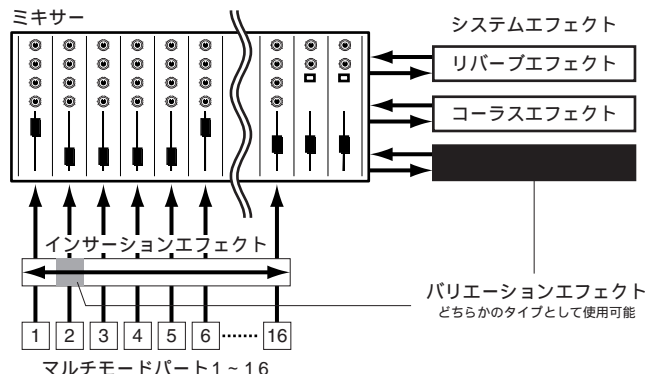 ミキサー
システムエフェクト
リバーブエフェクト
コーラスエフェクト
インサーションエフェクト
バリエーションエフェクト
どちらかのタイプとして使用可能
1 2 3 4 5 6 ........ 16
マルチモードパート1~16